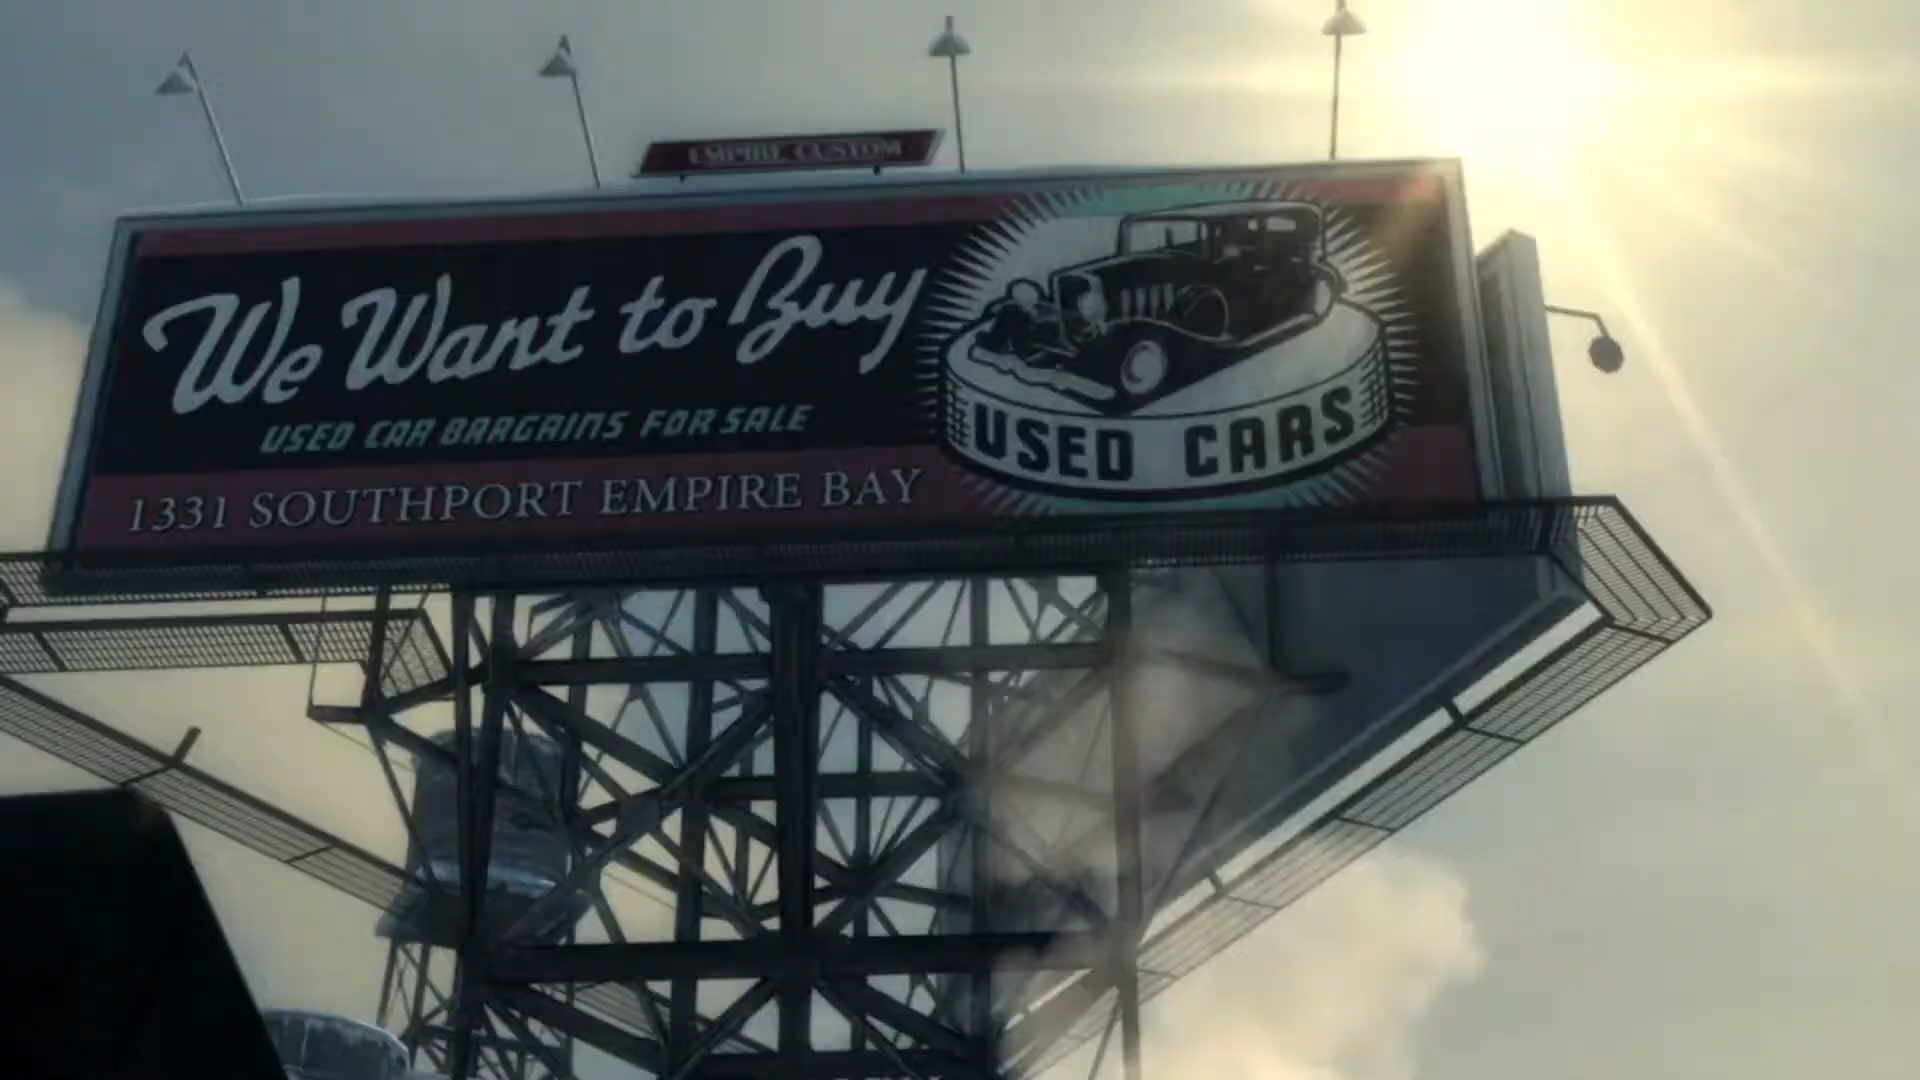 EMPIRE CUSTOM
We Want to Buy
USED CAR BARGAINS FOR SALE
1331 SOUTHPORT EMPIRE BAY
USED CARS